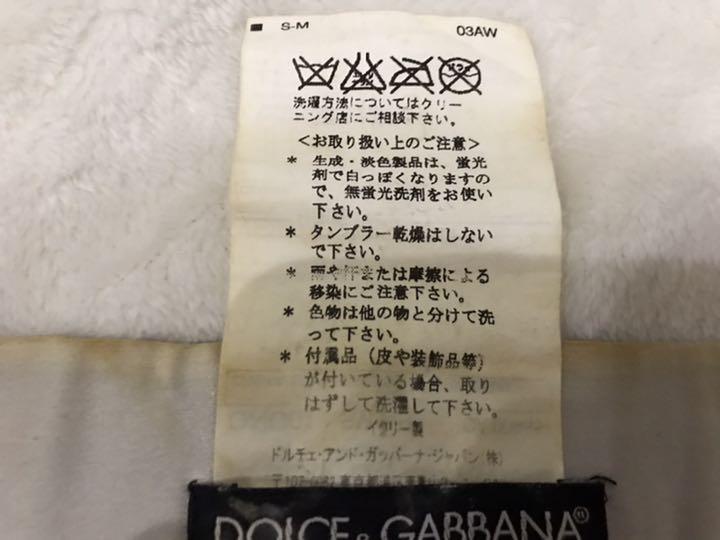 S-M 03AW
洗濯方法についてはクリー
ニング店にご相談下さい。
<お取り扱い上のご注意>
* 生成・淡色製品は、蛍光
剤で白っぽくなりますの
で、無蛍光洗剤をお使い
下さい。
* タンブラー乾燥はしない
で下さい。
* 雨や汗または摩擦による
移染にご注意下さい。
* 色物は他の物と分けて洗
って下さい。
* 付属品(皮や装飾品等)
が付いている場合、取り
はずして洗濯して下さい。
イタリー製
ドルチェ・アンド・ガッバーナ・ジャパン(株)
DOLCE & GABBANA